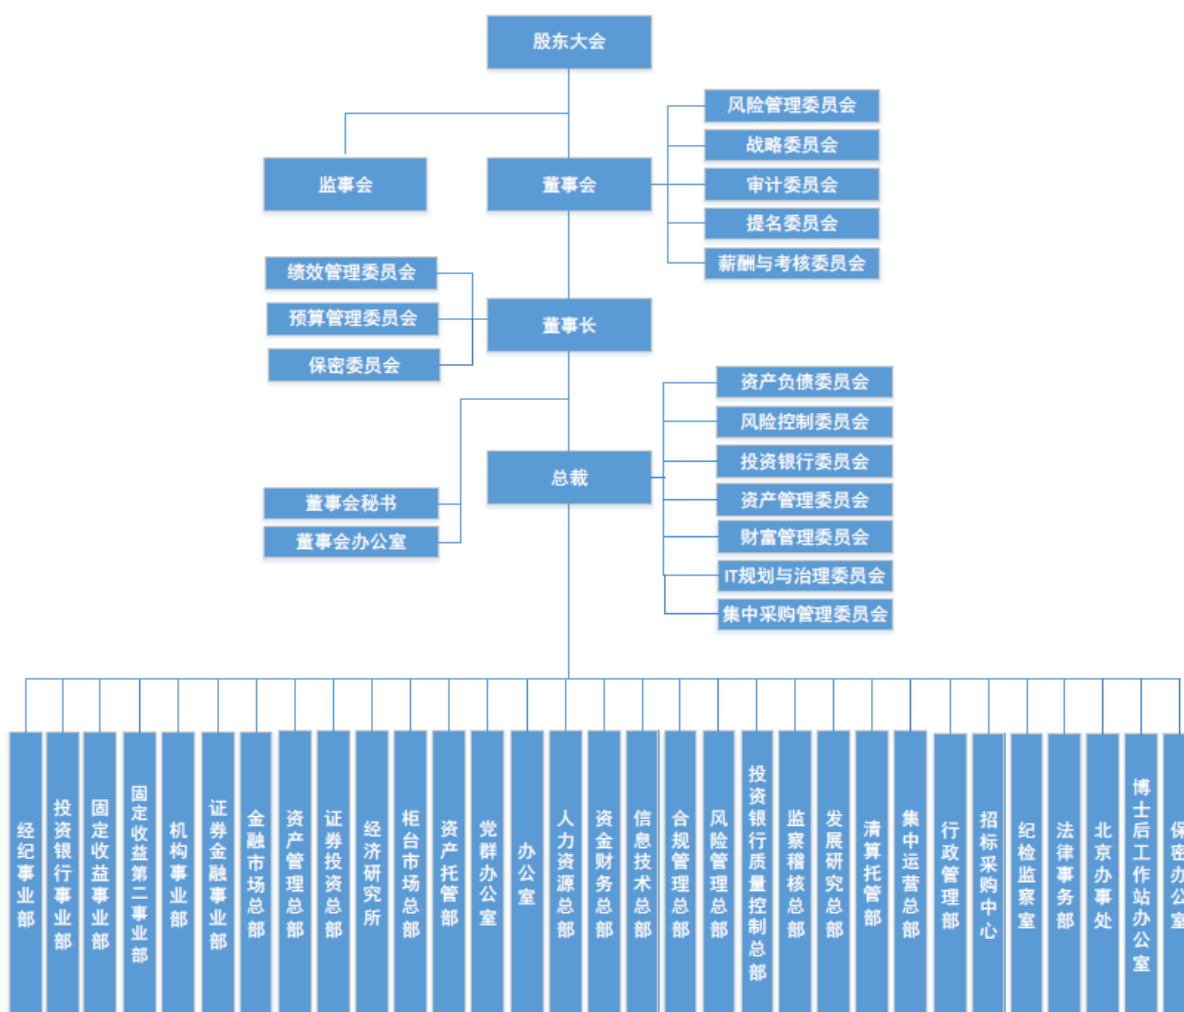 股东大会
监事会
董事会
风险管理委员会
战略委员会
审计委员会
提名委员会
薪酬与考核委员会
绩效管理委员会
预算管理委员会
保密委员会
董事长
总裁
资产负债委员会
风险控制委员会
投资银行委员会
资产管理委员会
财富管理委员会
IT规划与治理委员会
集中采购管理委员会
董事会秘书
董事会办公室
经纪事业部
投资银行事业部
固定收益事业部
固定收益第二事业部
机构事业部
证券金融事业部
金融市场总部
资产管理总部
证券投资总部
经济研究所
柜台市场总部
资产托管部
党群办公室
办公室
人力资源总部
资金财务总部
信息技术总部
合规管理总部
风险管理总部
投资银行质量控制总部
监察稽核总部
发展研究总部
清算托管部
集中运营总部
行政管理部
招标采购中心
纪检监察室
法律事务部
北京办事处
博士后工作站办公室
保密办公室